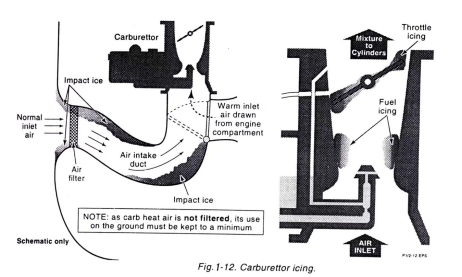 Carburettor
Impact ice
Normal
inlet
air
Air
filter
Air intake
duct
Warm inlet
air drawn
from engine
compartment
Impact ice
NOTE: as carb heat air is not filtered, its use
on the ground must be kept to a minimum
Schematic only
Throttle
icing
Mixture
to
Cylinders
Fuel
icing
AIR
INLET
P1/2-12.EPS
Fig.1-12. Carburettor icing.